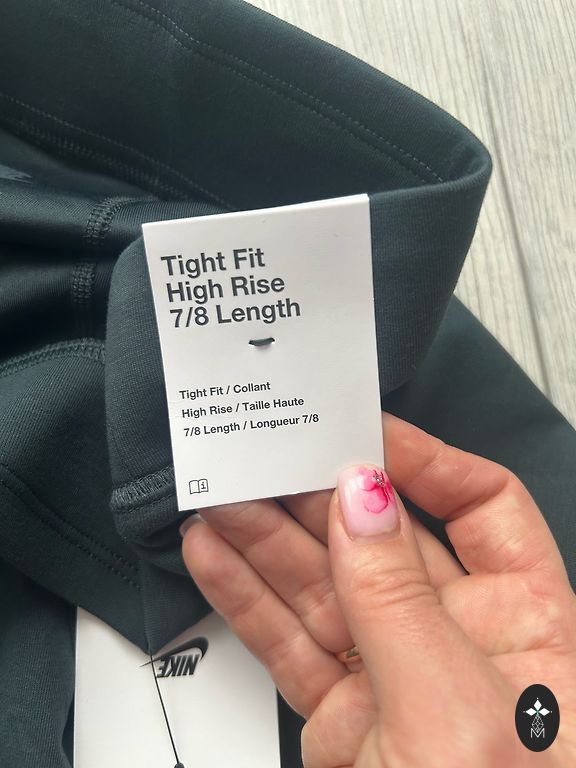 Tight Fit
High Rise
7/8 Length
Tight Fit / Collant
High Rise / Taille Haute
7/8 Length / Longueur 7/8
NIKE
M